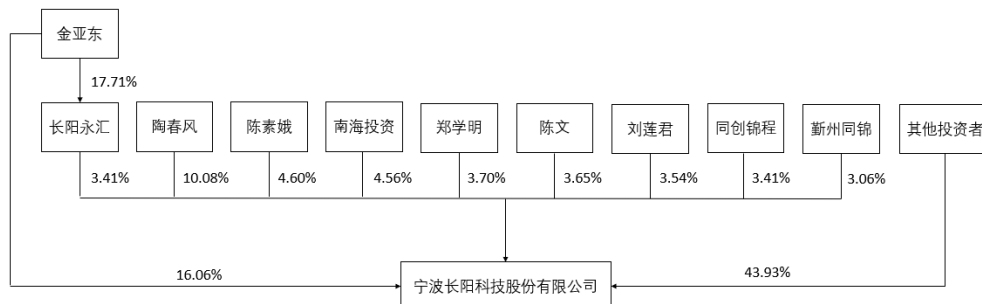 金亚东
17.71%
长阳永汇
陶春风
陈素娥
南海投资
郑学明
陈文
刘莲君
同创锦程
勤州同锦
其他投资者
3.41%
10.08%
4.60%
4.56%
3.70%
3.65%
3.54%
3.41%
3.06%
16.06%
宁波长阳科技股份有限公司
43.93%